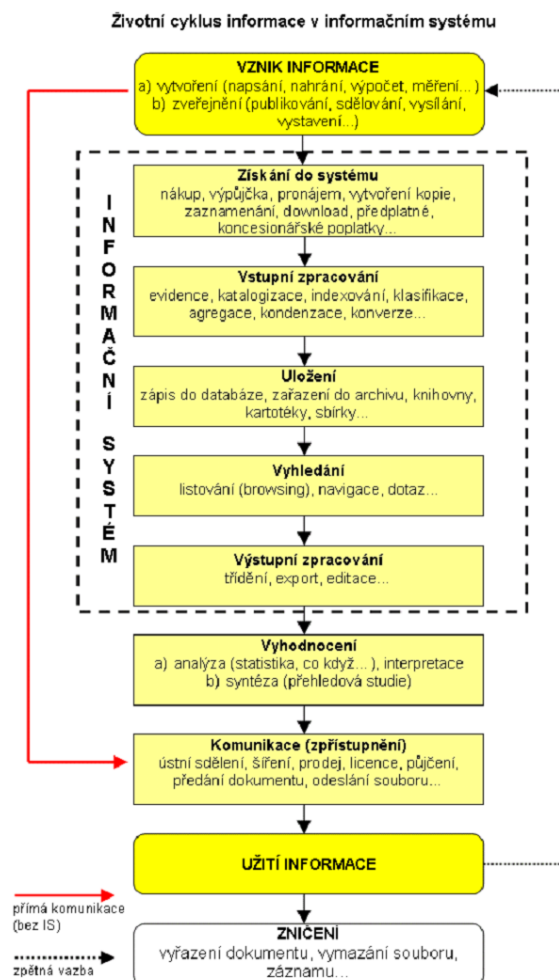 Životní cyklus informace v informačním systému
VZNIK INFORMACE
a) vytvoření (napsání, nahrání, výpočet, měření...)
b) zveřejnění (publikování, sdělování, vysílání,
vystavení...)
INFORMAČNÍ SYSTÉM
Získání do systému
nákup, výpůjčka, pronájem, vytvoření kopie,
zaznamenání, download, předplatné,
koncesionářské poplatky...
Vstupní zpracování
evidence, katalogizace, indexování, klasifikace,
agregace, kondenzace, konverze...
Uložení
zápis do databáze, zařazení do archivu, knihovny,
kartotéky, sbírky...
Vyhledání
listování (browsing), navigace, dotaz...
Výstupní zpracování
třídění, export, editace...
Vyhodnocení
a) analýza (statistika, co když...), interpretace
b) syntéza (přehledová studie)
Komunikace (zpřístupnění)
ústní sdělení, šíření, prodej, licence, půjčení,
předání dokumentu, odeslání souboru...
UŽITÍ INFORMACE
přímá komunikace
(bez IS)
zpětná vazba
ZNIČENÍ
vyřazení dokumentu, vymazání souboru,
záznamu...